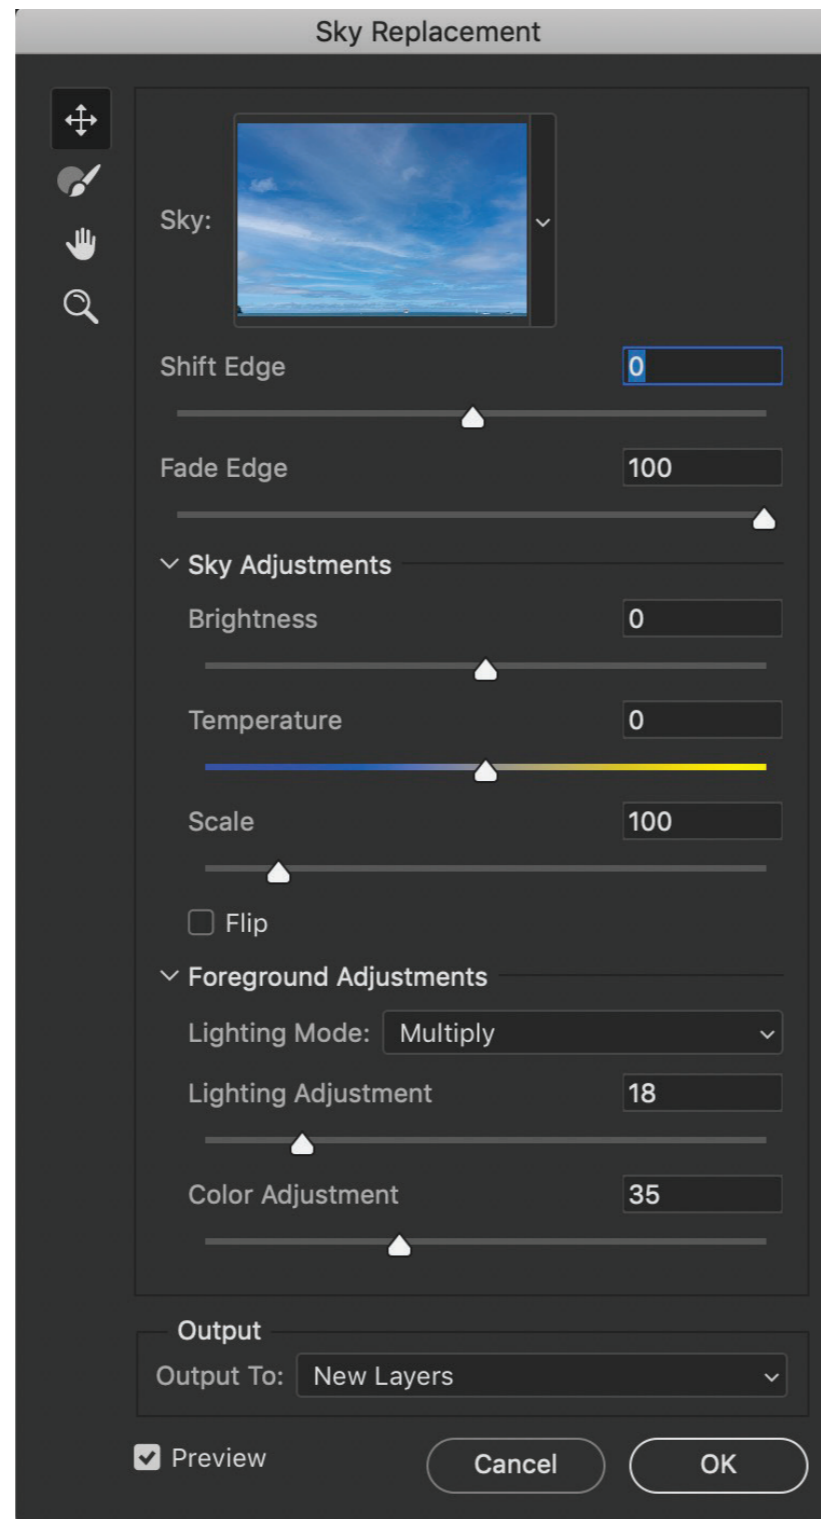 Sky Replacement
Sky:
Shift Edge 0
Fade Edge 100
Sky Adjustments
Brightness 0
Temperature 0
Scale 100
Flip
Foreground Adjustments
Lighting Mode: Multiply
Lighting Adjustment 18
Color Adjustment 35
Output
Output To: New Layers
Preview Cancel OK